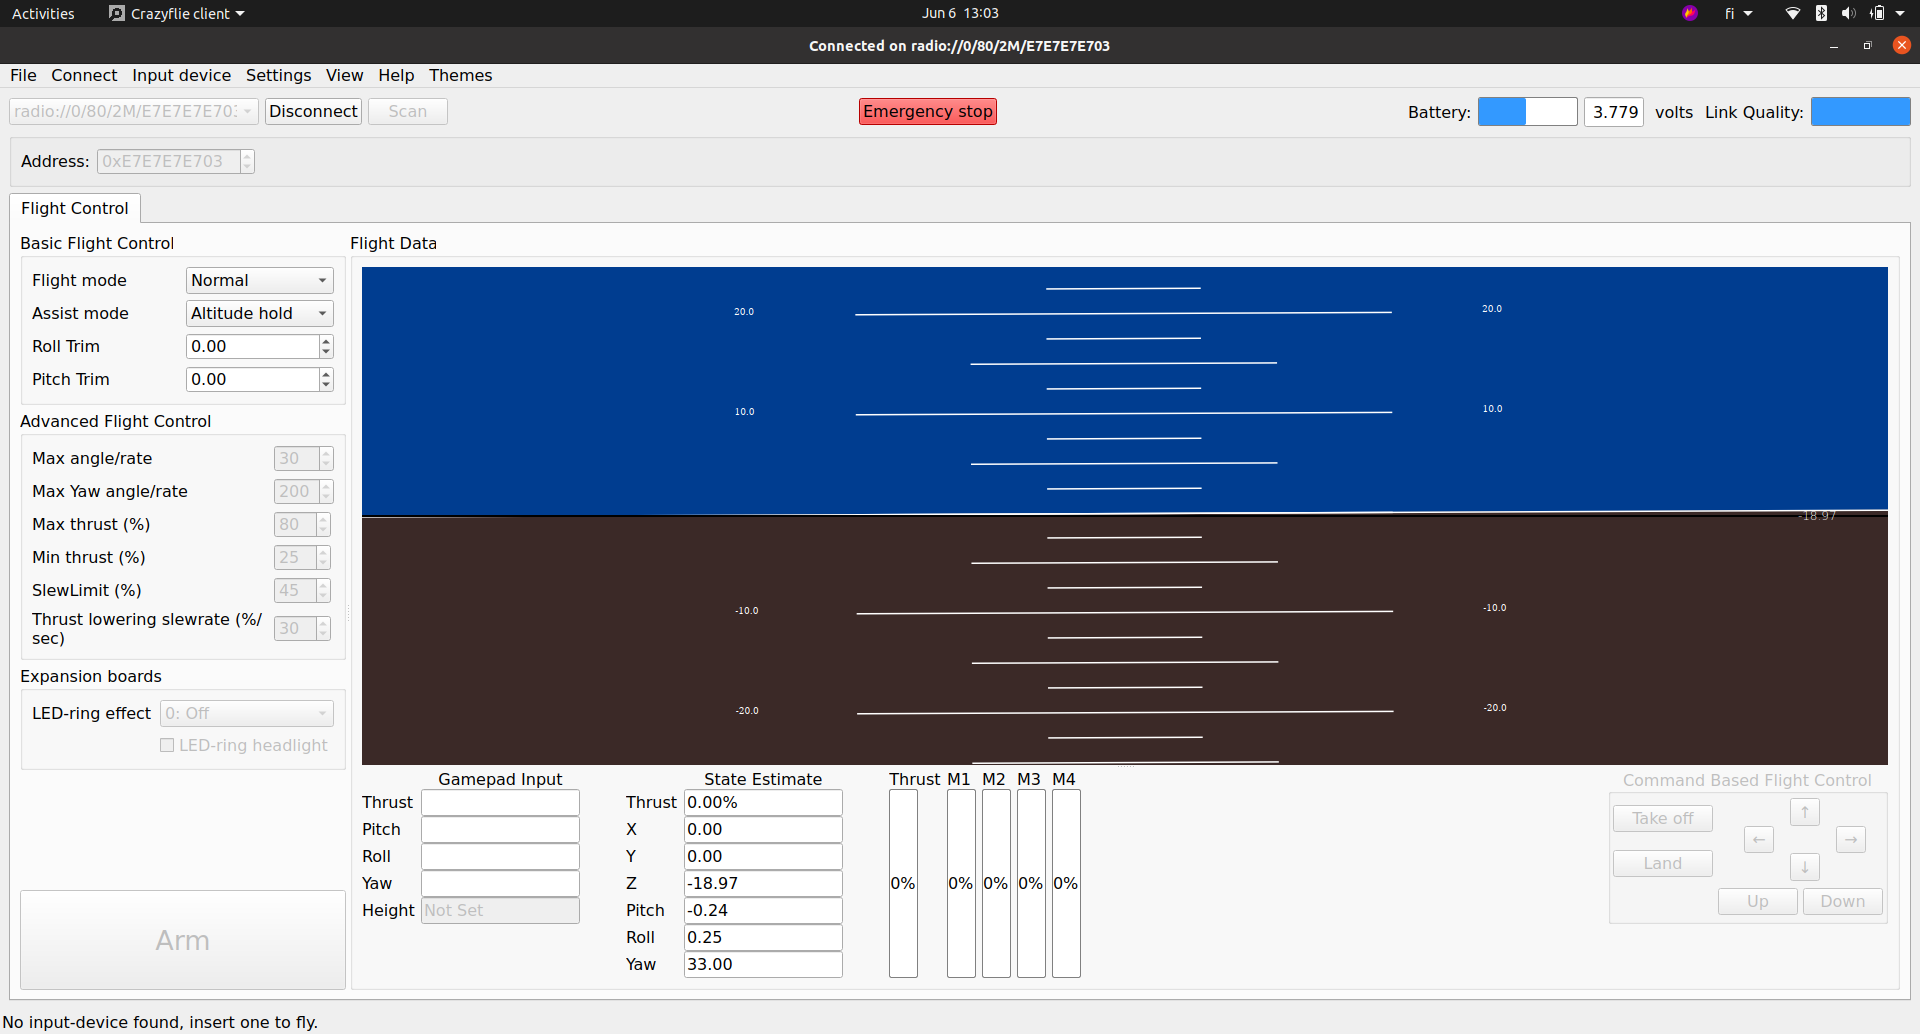 Activities Crazyflie client Jun 6 13:03 fi
Connected on radio://0/80/2M/E7E7E7E703
File Connect Input device Settings View Help Themes
radio://0/80/2M/E7E7E7E703 Disconnect Scan Emergency stop Battery: 3.779 volts Link Quality:
Address: 0xE7E7E7E703
Flight Control
Basic Flight Control
Flight mode Normal
Assist mode Altitude hold
Roll Trim 0.00
Pitch Trim 0.00
Advanced Flight Control
Max angle/rate 30
Max Yaw angle/rate 200
Max thrust (%) 80
Min thrust (%) 25
SlewLimit (%) 45
Thrust lowering slewrate (%/
sec) 30
Expansion boards
LED-ring effect 0: Off
LED-ring headlight
Arm
Flight Data
20.0 20.0
10.0 10.0
-18.97
-10.0 -10.0
-20.0 -20.0
Gamepad Input
Thrust
Pitch
Roll
Yaw
Height Not Set
State Estimate
Thrust 0.00%
X 0.00
Y 0.00
Z -18.97
Pitch -0.24
Roll 0.25
Yaw 33.00
Thrust M1 M2 M3 M4
0% 0% 0% 0% 0%
Command Based Flight Control
Take off ↑
← →
Land ↓
Up Down
No input-device found, insert one to fly.